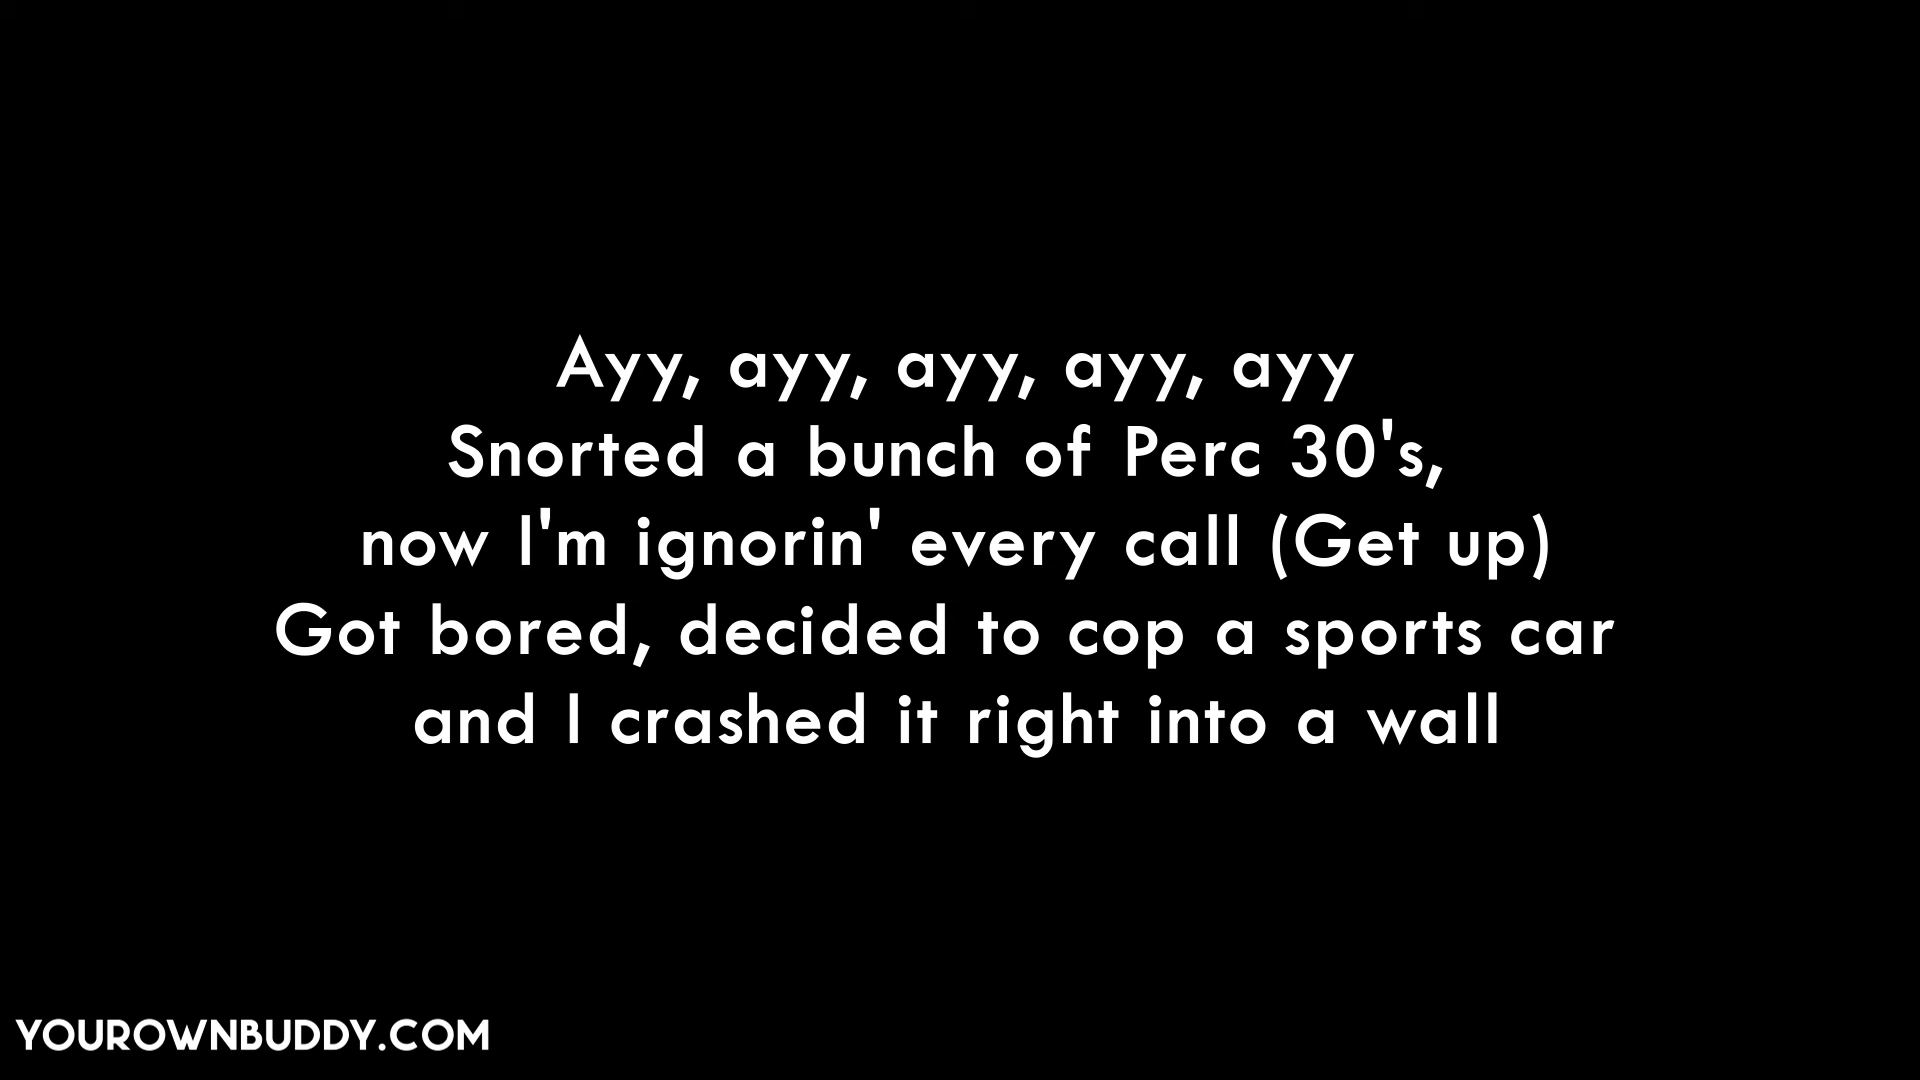 Ayy, ayy, ayy, ayy, ayy
Snorted a bunch of Perc 30's,
now I'm ignorin' every call (Get up)
Got bored, decided to cop a sports car
and I crashed it right into a wall
YOUROWNBUDDY.COM